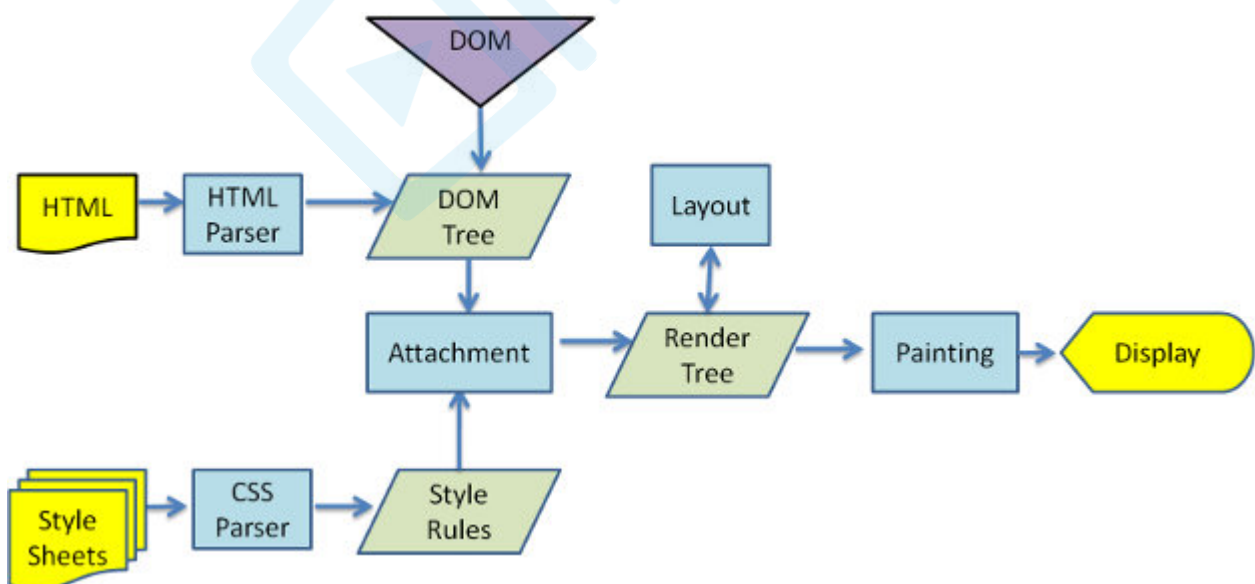 DOM
HTML
HTML
Parser
DOM
Tree
Layout
Attachment
Render
Tree
Painting
Display
Style
Sheets
CSS
Parser
Style
Rules